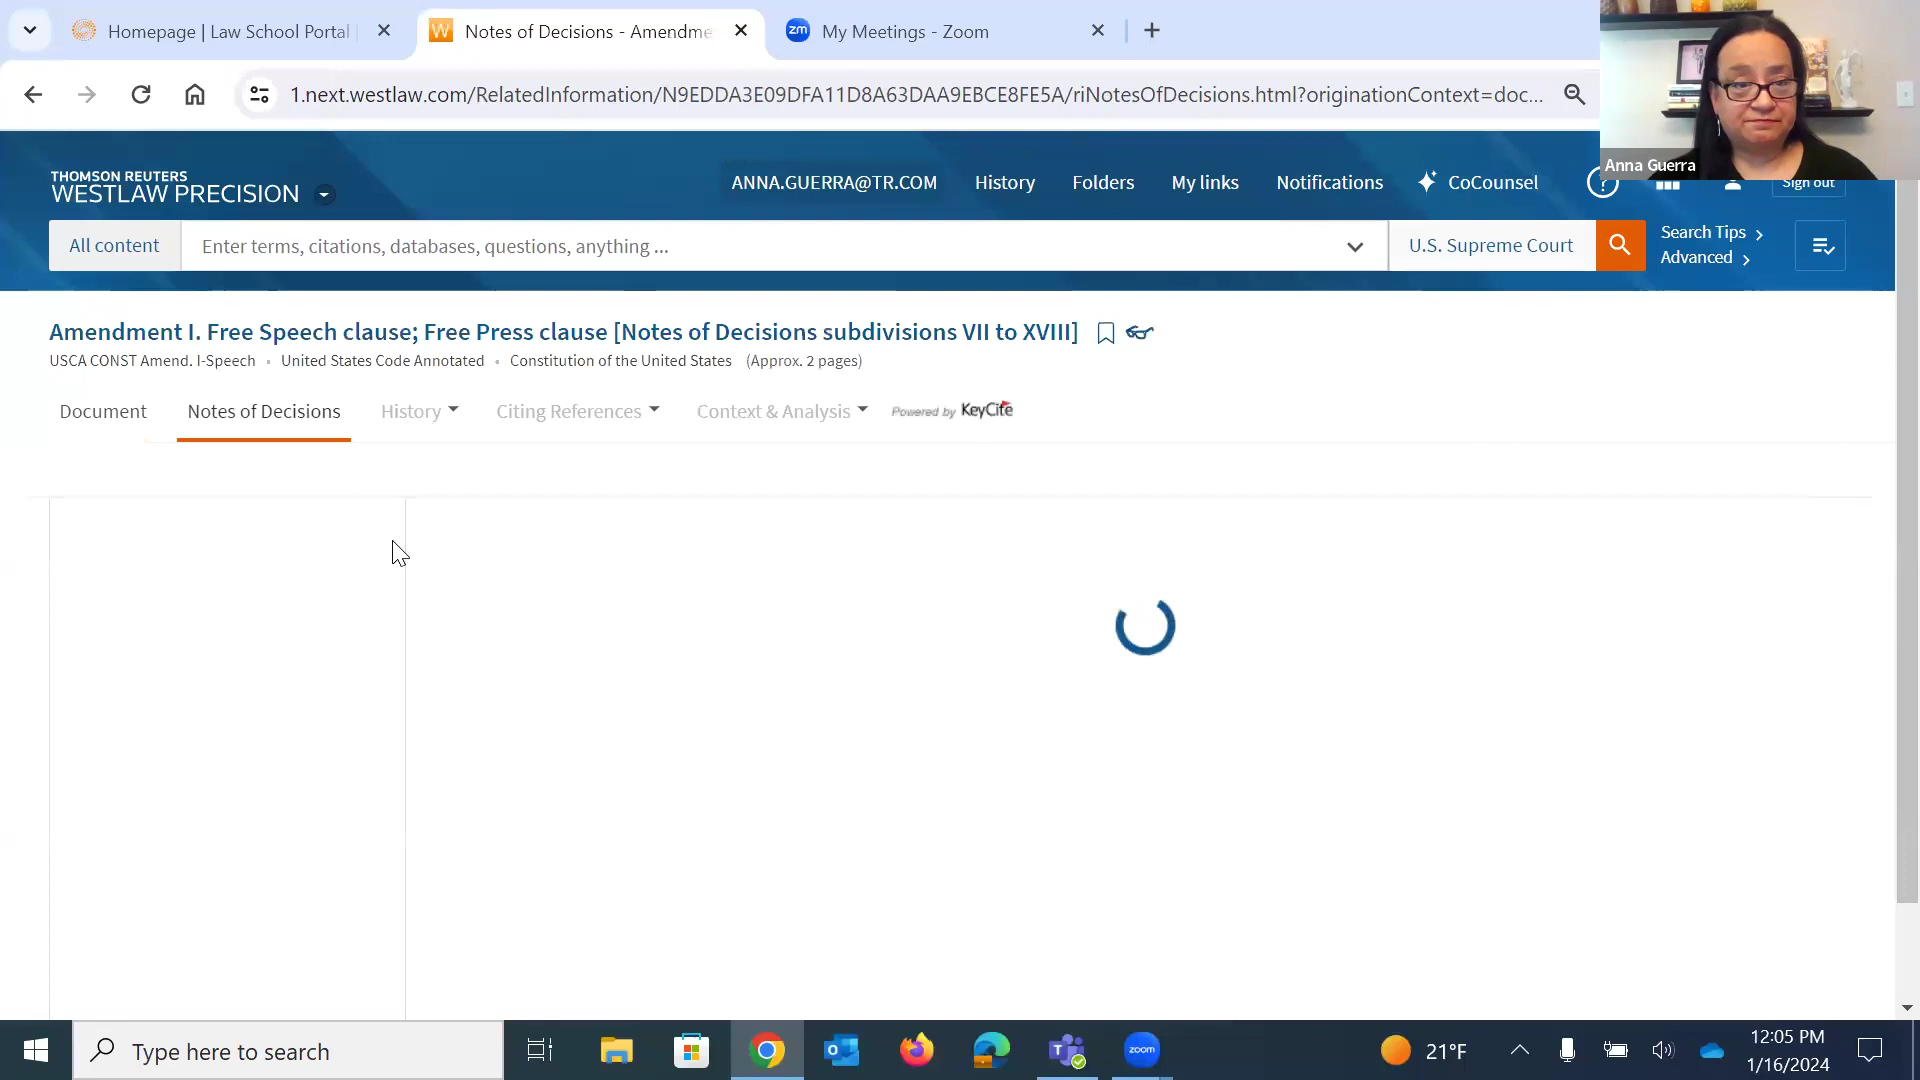 Homepage | Law School Portal
Notes of Decisions - Amendme
zm My Meetings - Zoom
1.next.westlaw.com/RelatedInformation/N9EDDA3E09DFA11D8A63DAA9EBCE8FE5A/riNotesOfDecisions.html?originationContext=doc...
Anna Guerra
THOMSON REUTERS
WESTLAW PRECISION
ANNA.GUERRA@TR.COM History Folders My links Notifications CoCounsel ? Sign out
All content Enter terms, citations, databases, questions, anything ... U.S. Supreme Court
Search Tips
Advanced
Amendment I. Free Speech clause; Free Press clause [Notes of Decisions subdivisions VII to XVIII]
USCA CONST Amend. I-Speech • United States Code Annotated • Constitution of the United States (Approx. 2 pages)
Document Notes of Decisions History Citing References Context & Analysis Powered by KeyCite
Type here to search
zoom
21°F
12:05 PM
1/16/2024